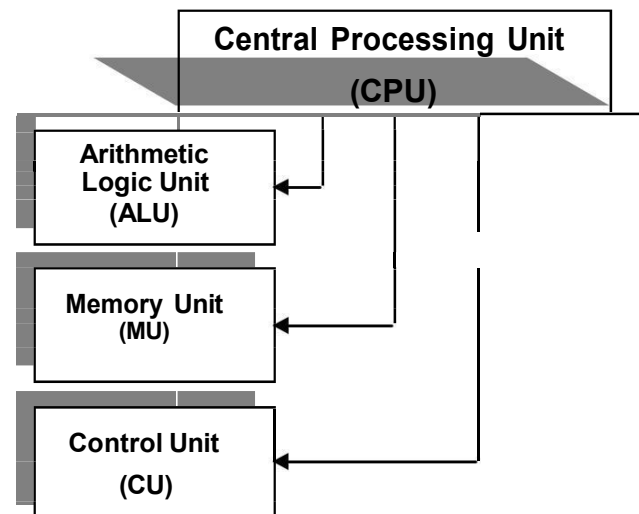 Central Processing Unit
(CPU)
Arithmetic
Logic Unit
(ALU)
Memory Unit
(MU)
Control Unit
(CU)